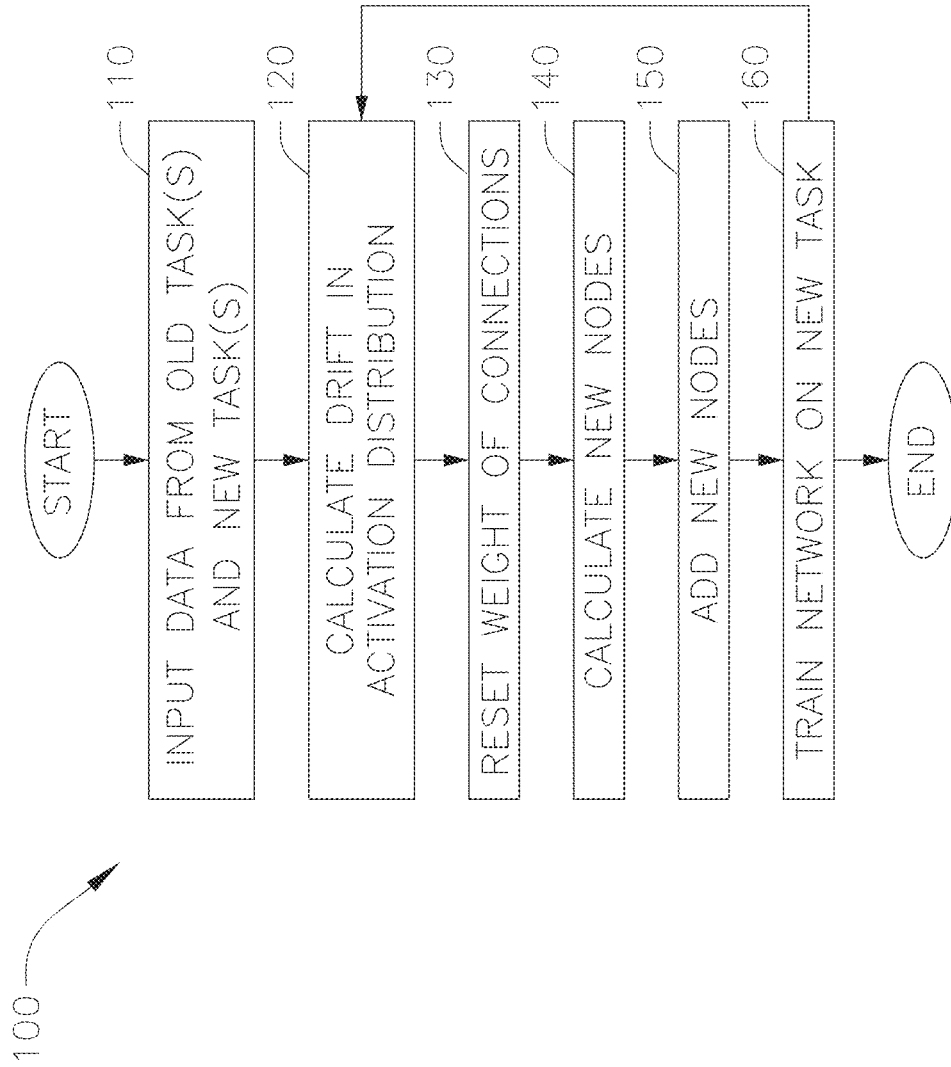 100
START
110
INPUT DATA FROM OLD TASK(S)
AND NEW TASK(S)
120
CALCULATE DRIFT IN
ACTIVATION DISTRIBUTION
130
RESET WEIGHT OF CONNECTIONS
140
CALCULATE NEW NODES
150
ADD NEW NODES
160
TRAIN NETWORK ON NEW TASK
END